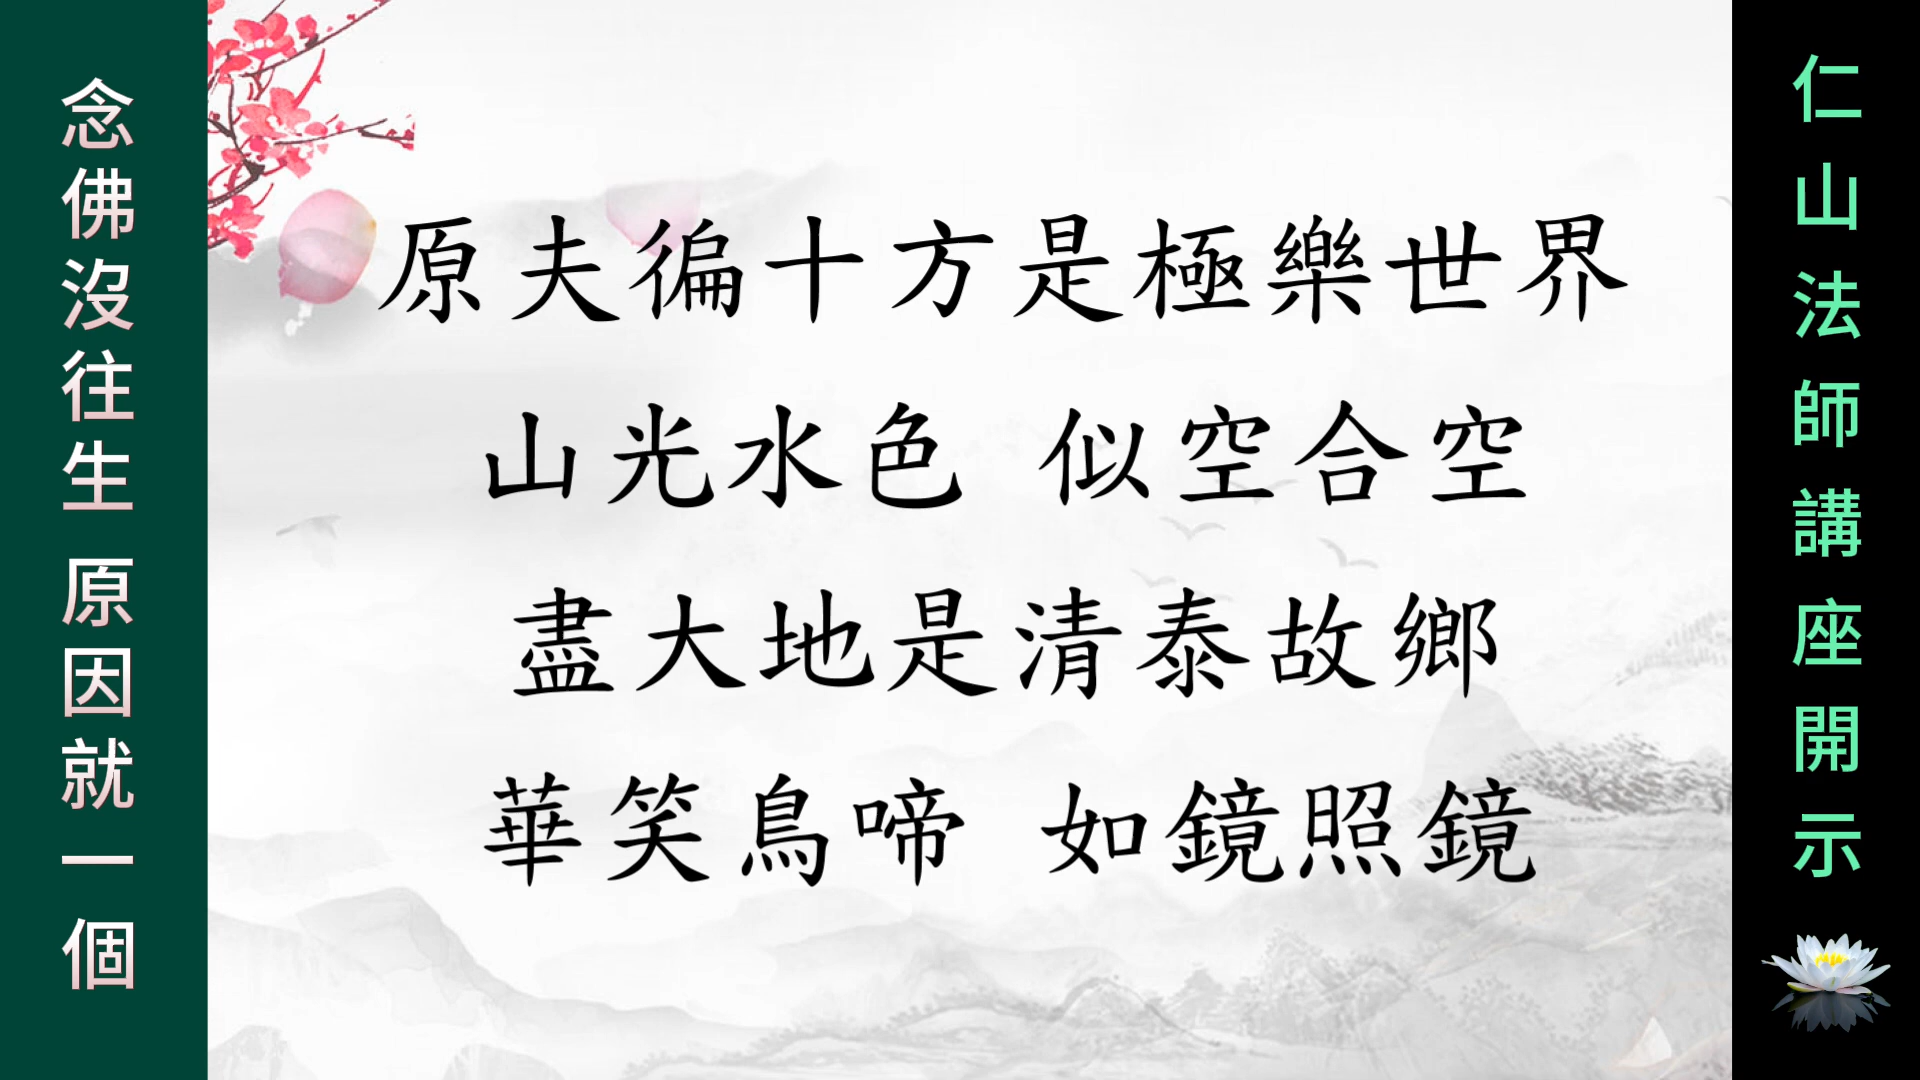 念佛沒往生 原因就一個
原夫徧十方是極樂世界
山光水色 似空合空
盡大地是清泰故鄉
華笑鳥啼 如鏡照鏡
仁山法師講座開示